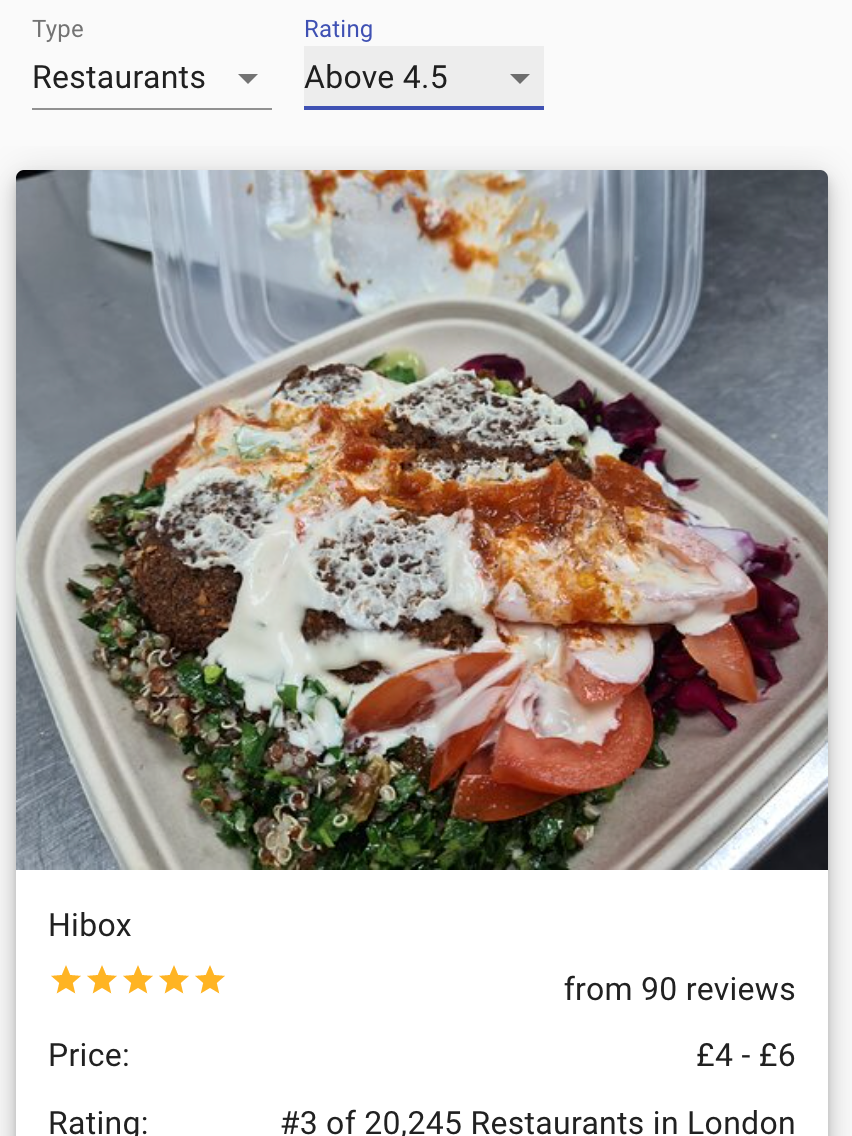 Type
Rating
Restaurants
Above 4.5
Hibox
from 90 reviews
Price:
£4 - £6
Rating:
#3 of 20,245 Restaurants in London